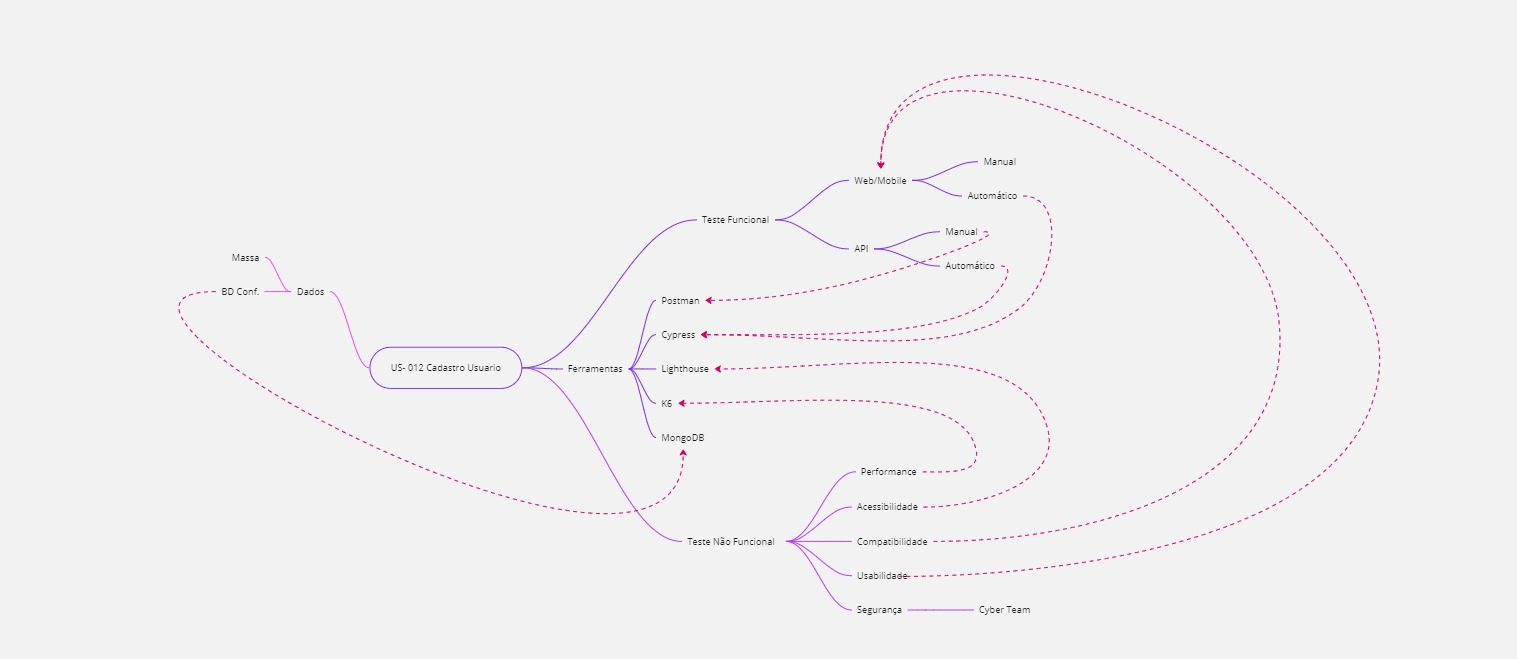 Manual
Web/Mobile
Automático
Teste Funcional
Manual
API
Automático
Massa
BD Conf.
Dados
Postman
Cypress
US- 012 Cadastro Usuario
Ferramentas
Lighthouse
K6
MongoDB
Performance
Acessibilidade
Teste Não Funcional
Compatibilidade
Usabilidade
Segurança
Cyber Team